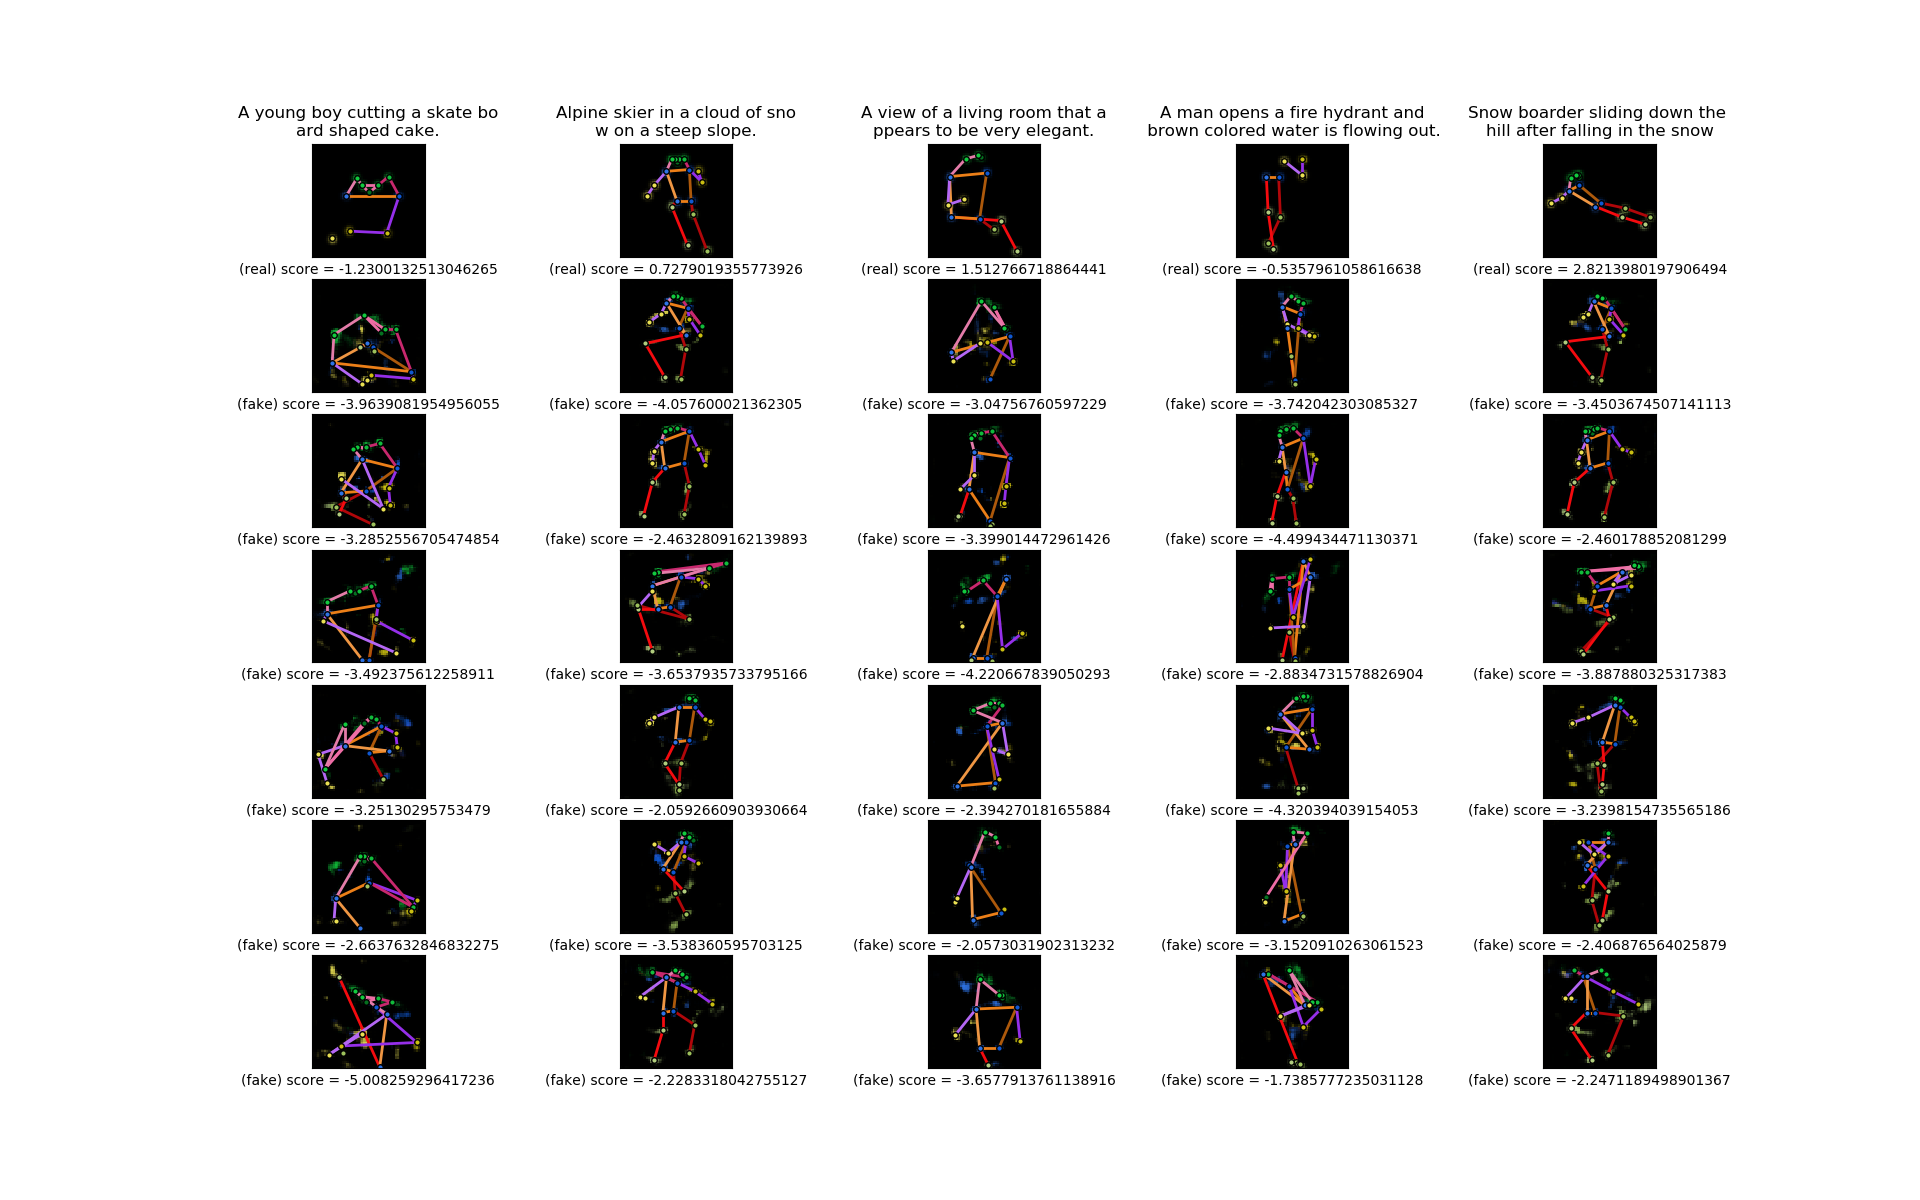 A young boy cutting a skate bo
ard shaped cake.
Alpine skier in a cloud of sno
w on a steep slope.
A view of a living room that a
ppears to be very elegant.
A man opens a fire hydrant and
brown colored water is flowing out.
Snow boarder sliding down the
hill after falling in the snow
(real) score = -1.2300132513046265
(real) score = 0.7279019355773926
(real) score = 1.512766718864441
(real) score = -0.5357961058616638
(real) score = 2.8213980197906494
(fake) score = -3.9639081954956055
(fake) score = -4.057600021362305
(fake) score = -3.04756760597229
(fake) score = -3.742042303085327
(fake) score = -3.4503674507141113
(fake) score = -3.2852556705474854
(fake) score = -2.4632809162139893
(fake) score = -3.399014472961426
(fake) score = -4.499434471130371
(fake) score = -2.460178852081299
(fake) score = -3.492375612258911
(fake) score = -3.6537935733795166
(fake) score = -4.220667839050293
(fake) score = -2.8834731578826904
(fake) score = -3.887880325317383
(fake) score = -3.25130295753479
(fake) score = -2.0592660903930664
(fake) score = -2.394270181655884
(fake) score = -4.320394039154053
(fake) score = -3.2398154735565186
(fake) score = -2.6637632846832275
(fake) score = -3.538360595703125
(fake) score = -2.0573031902313232
(fake) score = -3.1520910263061523
(fake) score = -2.406876564025879
(fake) score = -5.008259296417236
(fake) score = -2.2283318042755127
(fake) score = -3.6577913761138916
(fake) score = -1.7385777235031128
(fake) score = -2.2471189498901367